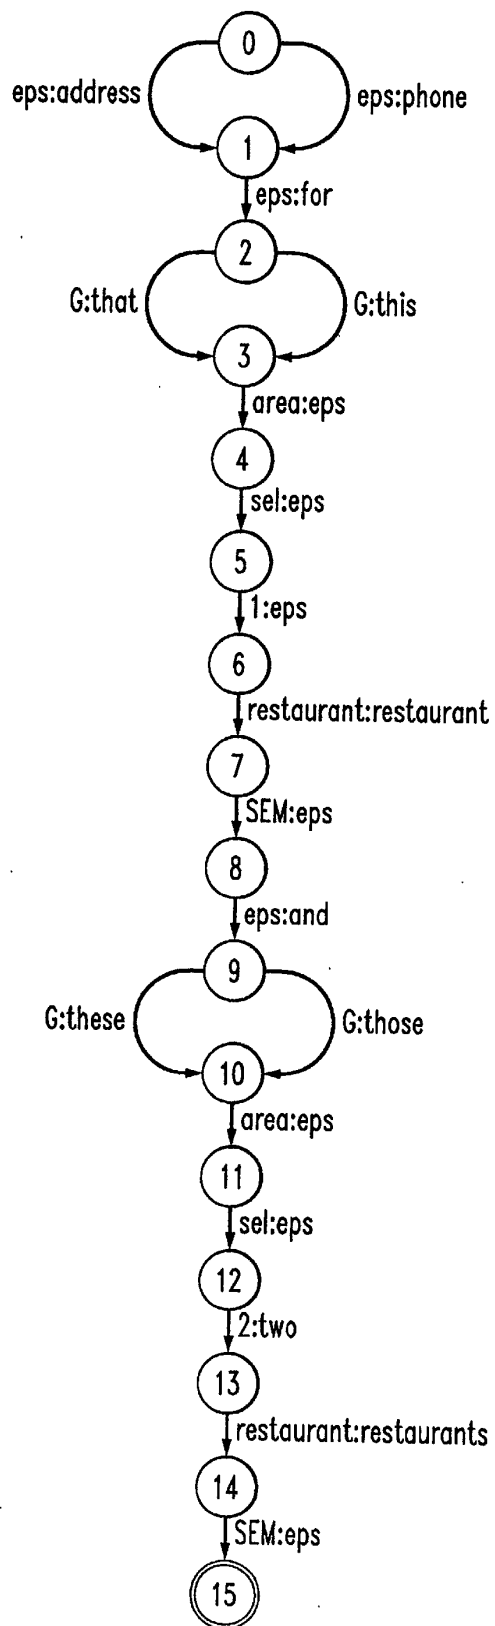 0
eps:address
eps:phone
1
eps:for
2
G:that
G:this
3
area:eps
4
sel:eps
5
1:eps
6
restaurant:restaurant
7
SEM:eps
8
eps:and
9
G:these
G:those
10
area:eps
11
sel:eps
12
2:two
13
restaurant:restaurants
14
SEM:eps
15